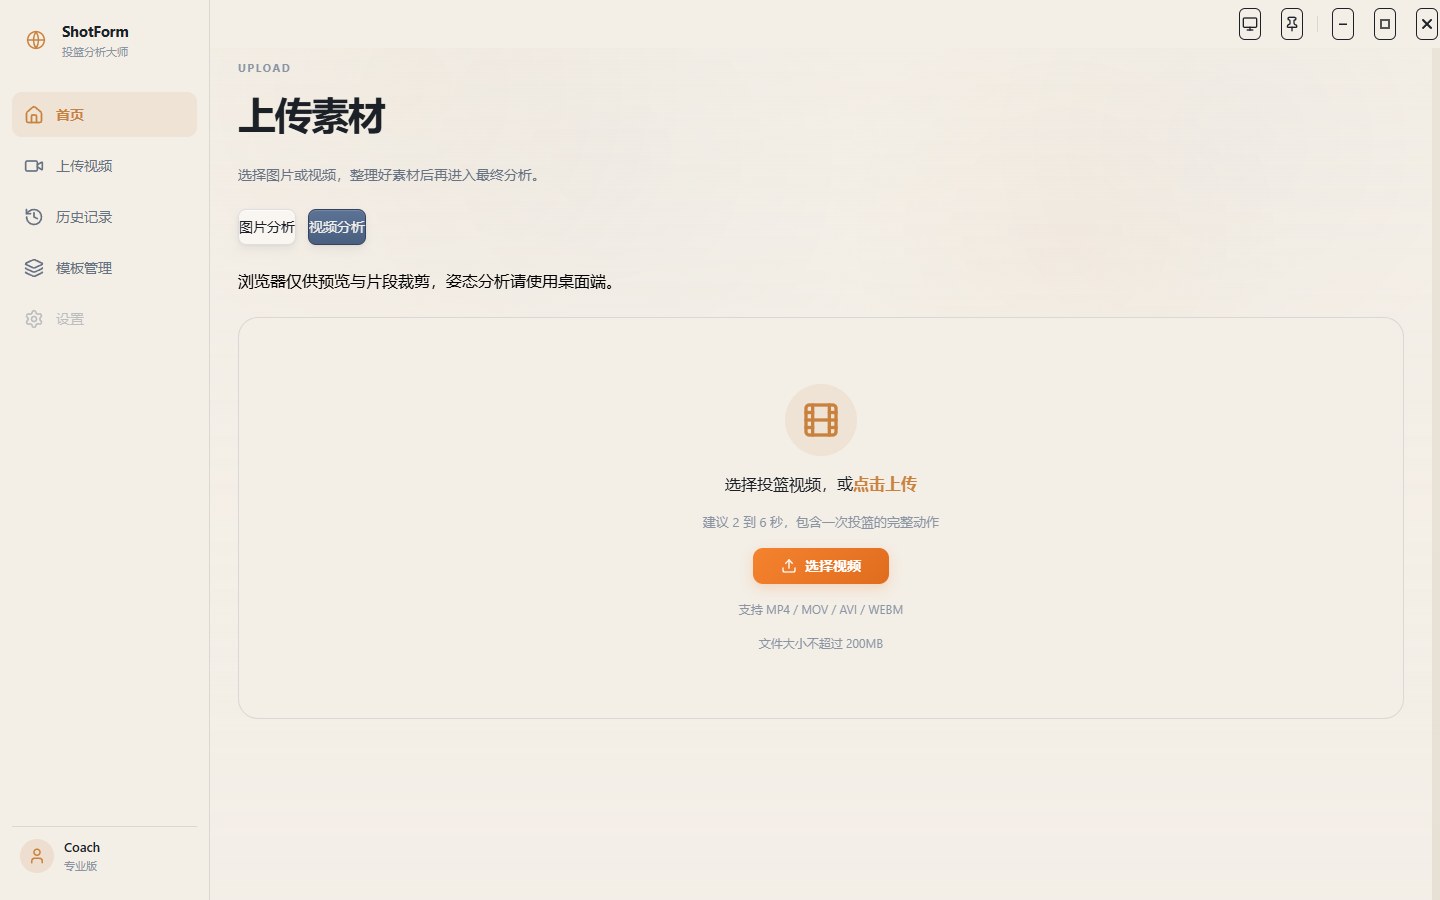 ShotForm
投篮分析大师
首页
上传视频
历史记录
模板管理
设置
Coach
专业版
UPLOAD
上传素材
选择图片或视频，整理好素材后再进入最终分析。
图片分析 视频分析
浏览器仅供预览与片段裁剪，姿态分析请使用桌面端。
选择投篮视频，或点击上传
建议 2 到 6 秒，包含一次投篮的完整动作
选择视频
支持 MP4 / MOV / AVI / WEBM
文件大小不超过 200MB